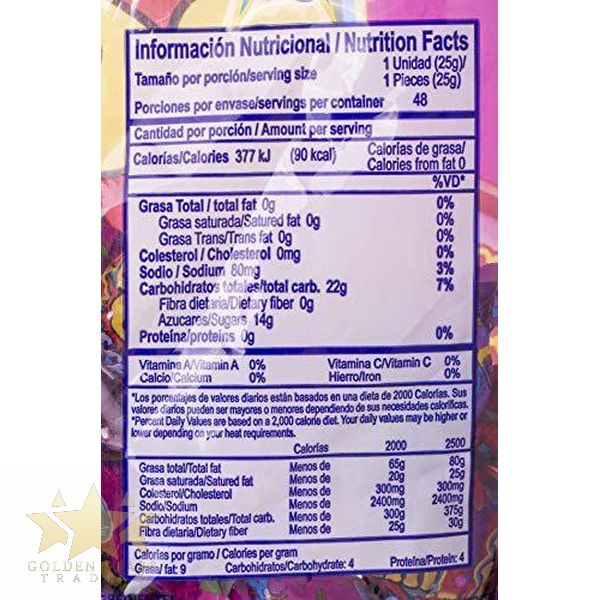 Información Nutricional / Nutrition Facts
Tamaño por porción/serving size 1 Unidad (25g)/
1 Pieces (25g)
Porciones por envase/servings per container 48
Cantidad por porción / Amount per serving
Calorías/Calories 377 kJ (90 kcal) Calorías de grasa/
Calories from fat 0
%VD*
Grasa Total / total fat 0g 0%
Grasa saturada/Satured fat 0g 0%
Grasa Trans/Trans fat 0g 0%
Colesterol / Cholesterol 0mg 0%
Sodio / Sodium 80mg 3%
Carbohidratos totales/total carb. 22g 7%
Fibra dietaria/Dietary fiber 0g
Azucares/Sugars 14g
Proteína/proteins 0g 0%
Vitamina A/Vitamin A 0% Vitamina C/Vitamin C 0%
Calcio/Calcium 0% Hierro/Iron 0%
*Los porcentajes de valores diarios están basados en una dieta de 2000 Calorías. Sus
valores diarios pueden ser mayores o menores dependiendo de sus necesidades caloríficas.
*Percent Daily Values are based on a 2,000 calorie diet. Your daily values may be higher or
lower depending on your heat requirements.
Calorías 2000 2500
Grasa total/Total fat Menos de 65g 80g
Grasa saturada/Satured fat Menos de 20g 25g
Colesterol/Cholesterol Menos de 300mg 300mg
Sodio/Sodium Menos de 2400mg 2400mg
Carbohidratos totales/Total carb. Menos de 300g 375g
Fibra dietaria/Dietary fiber Menos de 25g 30g
Calorías por gramo / Calories per gram
Grasa/ fat: 9 Carbohidratos/Carbohydrate: 4 Proteína/Protein: 4
GOLDEN
TRAD